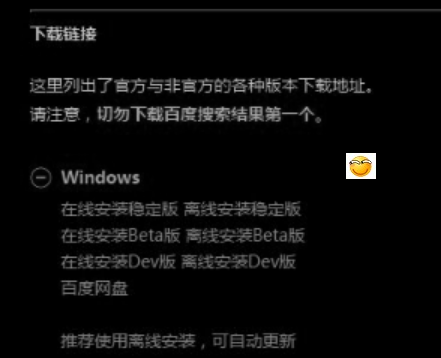 下载链接
这里列出了官方与非官方的各种版本下载地址。
请注意，切勿下载百度搜索结果第一个。
Windows
在线安装稳定版 离线安装稳定版
在线安装Beta版 离线安装Beta版
在线安装Dev版 离线安装Dev版
百度网盘
推荐使用离线安装，可自动更新